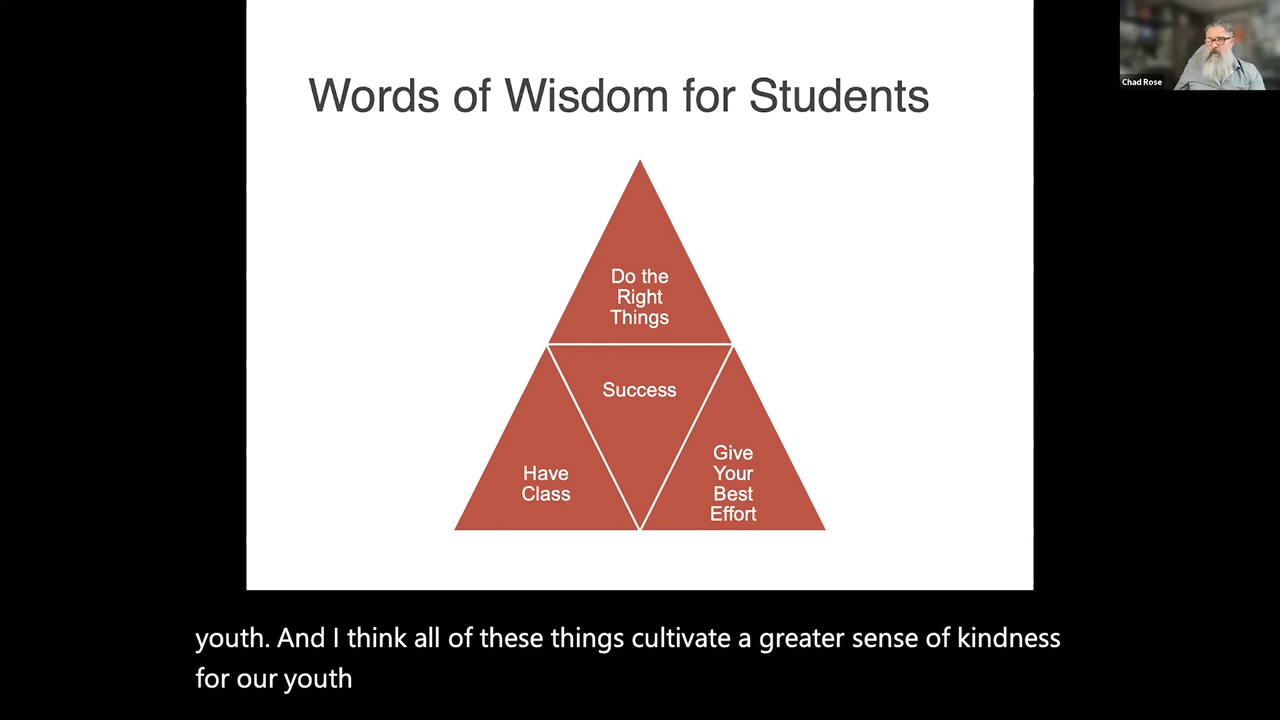 Chad Rose
Words of Wisdom for Students
Do the
Right
Things
Success
Have
Class
Give
Your
Best
Effort
youth. And I think all of these things cultivate a greater sense of kindness
for our youth